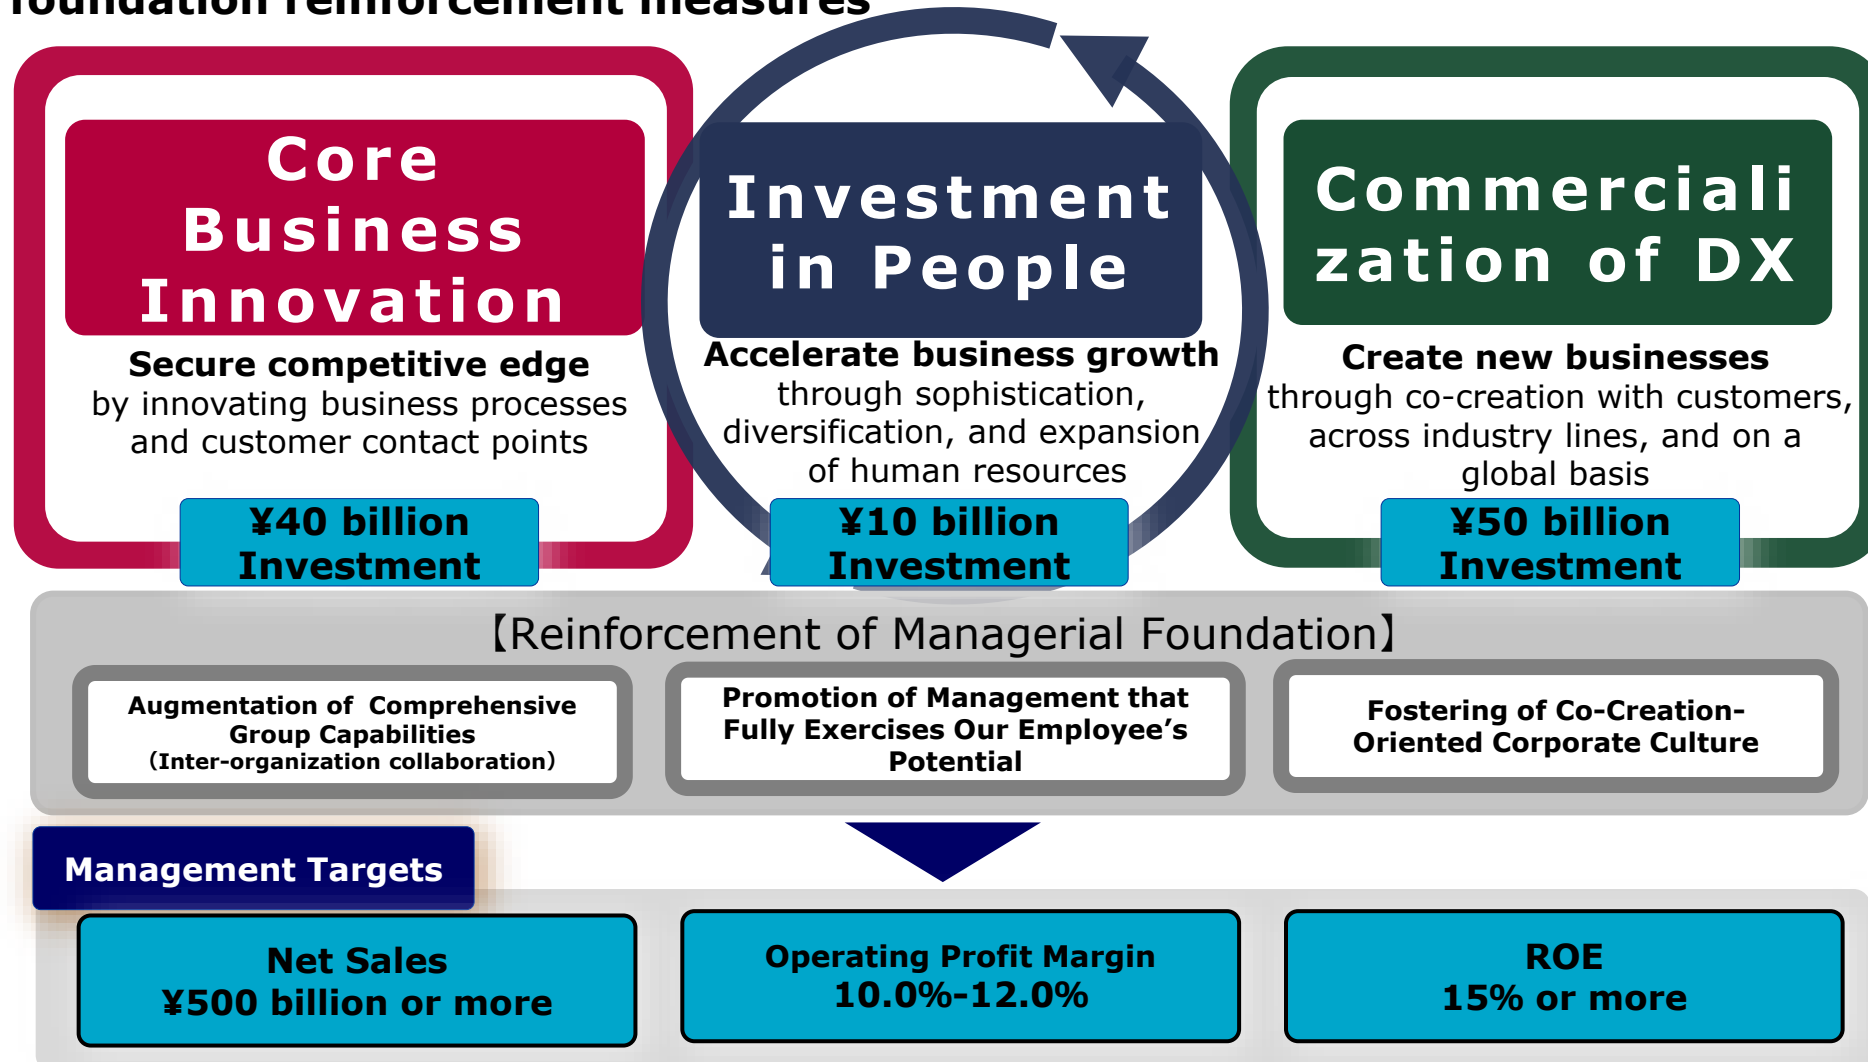 foundation reinforcement measures
Core
Business
Innovation
Secure competitive edge
by innovating business processes
and customer contact points
¥40 billion
Investment
Investment
in People
Accelerate business growth
through sophistication,
diversification, and expansion
of human resources
¥10 billion
Investment
Commerciali
zation of DX
Create new businesses
through co-creation with customers,
across industry lines, and on a
global basis
¥50 billion
Investment
【Reinforcement of Managerial Foundation】
Augmentation of Comprehensive
Group Capabilities
（Inter-organization collaboration）
Promotion of Management that
Fully Exercises Our Employee’s
Potential
Fostering of Co-Creation-
Oriented Corporate Culture
Management Targets
Net Sales
¥500 billion or more
Operating Profit Margin
10.0%-12.0%
ROE
15% or more